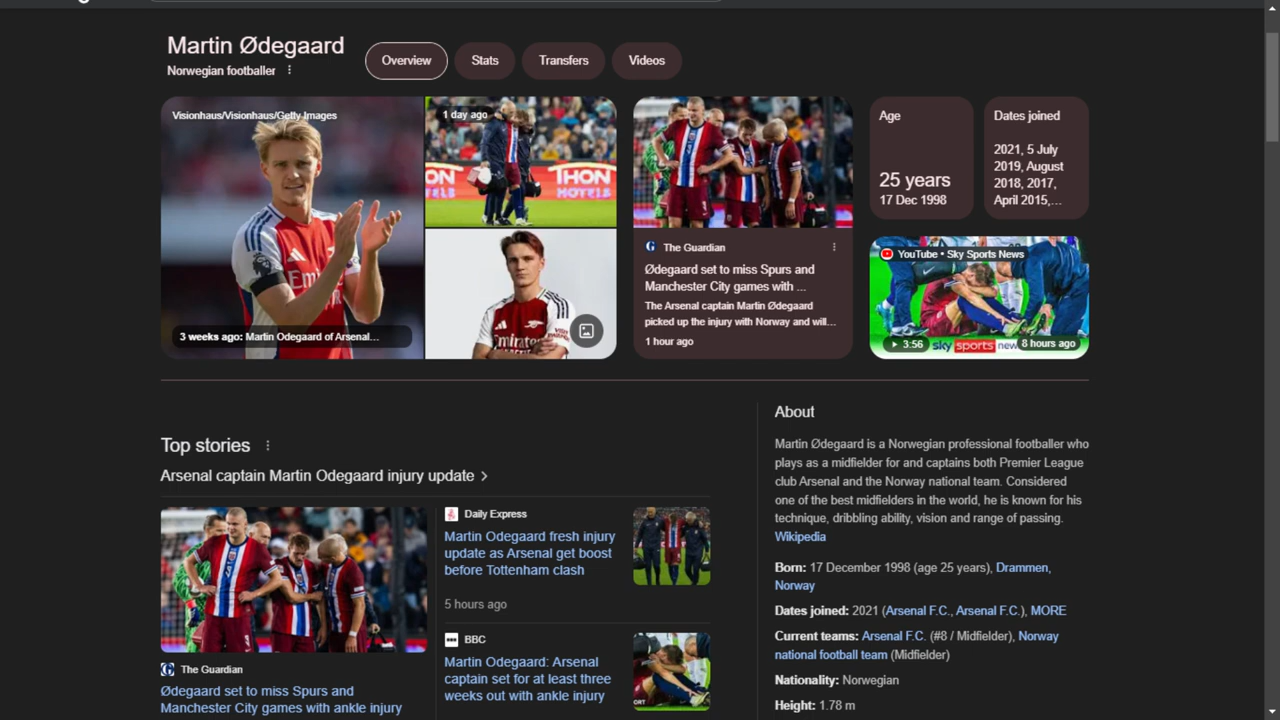 Martin Ødegaard
Norwegian footballer
Overview
Stats
Transfers
Videos
Visionhaus/Visionhaus/Getty Images
3 weeks ago: Martin Odegaard of Arsenal...
1 day ago
THON
HOTELS
The Guardian
Ødegaard set to miss Spurs and
Manchester City games with ...
The Arsenal captain Martin Ødegaard
picked up the injury with Norway and will...
1 hour ago
Age
25 years
17 Dec 1998
Dates joined
2021, 5 July
2019, August
2018, 2017,
April 2015,...
YouTube • Sky Sports News
3:56
sky sports news
8 hours ago
Top stories
Arsenal captain Martin Odegaard injury update
The Guardian
Ødegaard set to miss Spurs and
Manchester City games with ankle injury
Daily Express
Martin Odegaard fresh injury
update as Arsenal get boost
before Tottenham clash
5 hours ago
BBC
Martin Odegaard: Arsenal
captain set for at least three
weeks out with ankle injury
About
Martin Ødegaard is a Norwegian professional footballer who
plays as a midfielder for and captains both Premier League
club Arsenal and the Norway national team. Considered
one of the best midfielders in the world, he is known for his
technique, dribbling ability, vision and range of passing.
Wikipedia
Born: 17 December 1998 (age 25 years), Drammen,
Norway
Dates joined: 2021 (Arsenal F.C., Arsenal F.C.), MORE
Current teams: Arsenal F.C. (#8 / Midfielder), Norway
national football team (Midfielder)
Nationality: Norwegian
Height: 1.78 m